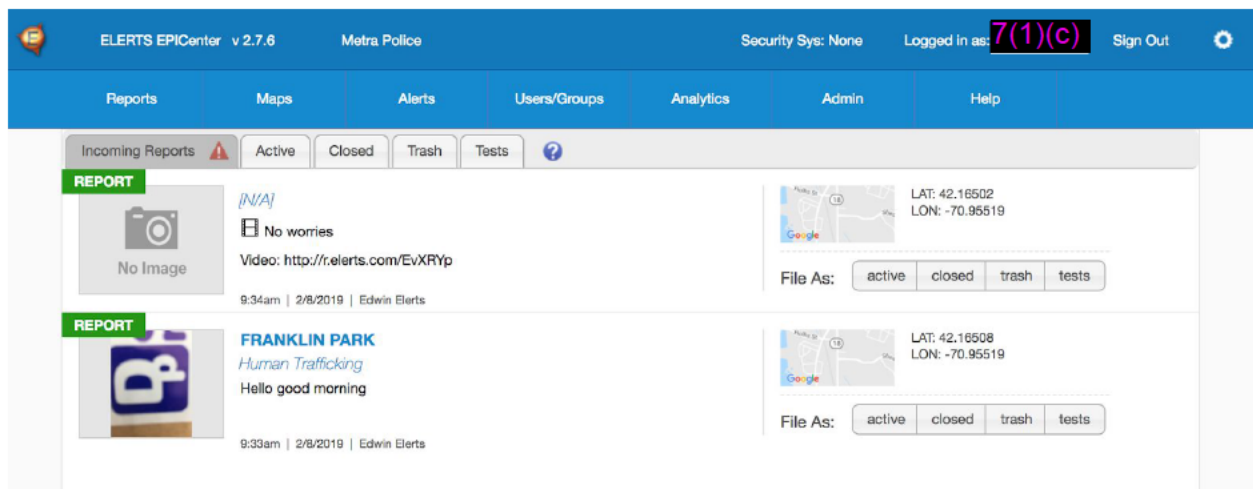 ELERTS EPICenter v 2.7.6 Metra Police Security Sys: None Logged in as: 7(1)(c) Sign Out
Reports Maps Alerts Users/Groups Analytics Admin Help
Incoming Reports Active Closed Trash Tests ?
REPORT
No Image
[N/A]
No worries
Video: http://r.elerts.com/EvXRYp
9:34am | 2/8/2019 | Edwin Elerts
Google
LAT: 42.16502
LON: -70.95519
File As: active closed trash tests
REPORT
FRANKLIN PARK
Human Trafficking
Hello good morning
9:33am | 2/8/2019 | Edwin Elerts
Google
LAT: 42.16508
LON: -70.95519
File As: active closed trash tests